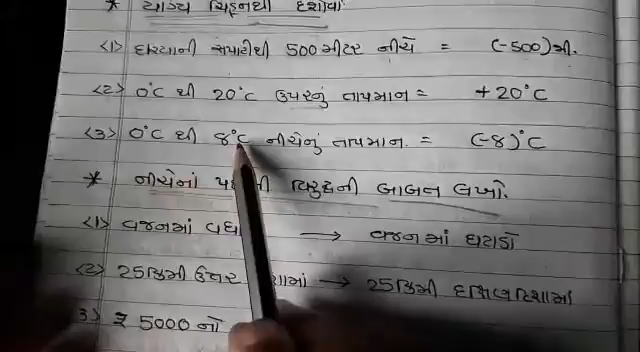 * યોગ્ય ચિહ્નથી દર્શાવો
<1> દરિયાની સપાટીથી 500 મીટર નીચે = (-500) મી.
<2> 0°C થી 20°C ઉપરનું તાપમાન = +20°C
<3> 0°C થી 8°C નીચેનું તાપમાન. = (-8)°C
* નીચેનાં વિરુદ્ધની બાબત લખો.
<1> વજનમાં → વજનમાં ઘટાડો
<2> 25 કિમી ઉત્તર → 25 કિમી દક્ષિણ દિશામાં
3> ₹ 5000 નો